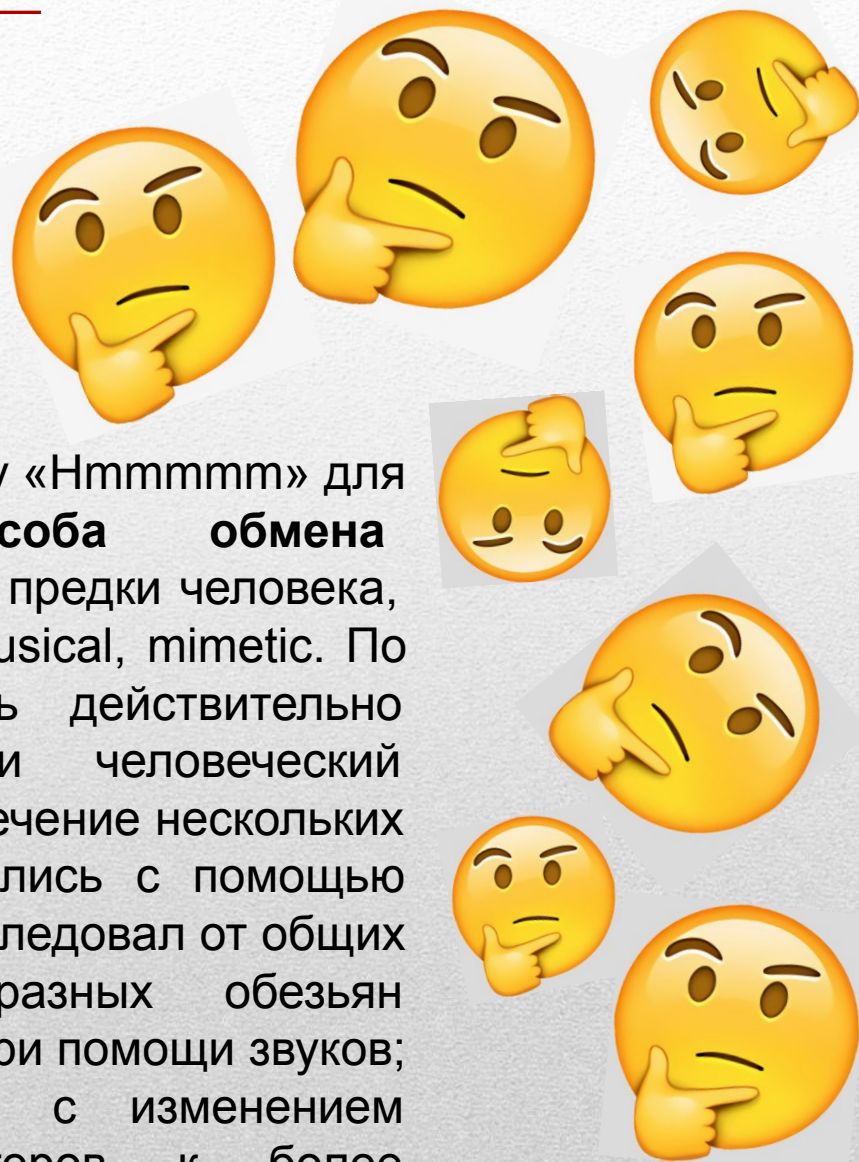 у «Hmmmmm» для
соба обмена
предки человека,
usical, mimetic. По
ь действительно
и человеческий
ечение нескольких
лись с помощью
ледовал от общих
разных обезьян
ри помощи звуков;
с изменением
теров к более